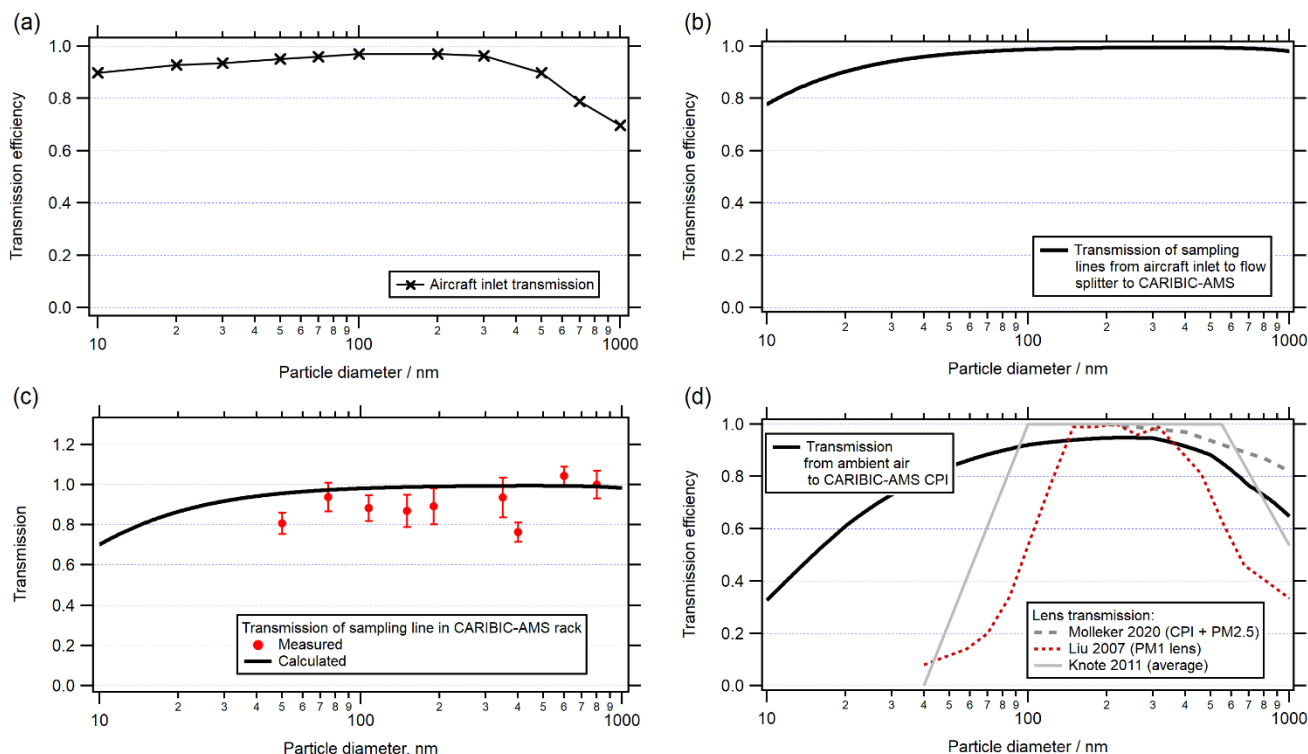 (a)
Transmission efficiency
1.0
0.8
0.6
0.4
0.2
0.0
Aircraft inlet transmission
10 2 3 4 5 6 7 8 9 100 2 3 4 5 6 7 8 9 1000
Particle diameter / nm
(b)
Transmission efficiency
1.0
0.8
0.6
0.4
0.2
0.0
Transmission of sampling
lines from aircraft inlet to flow
splitter to CARIBIC-AMS
10 2 3 4 5 6 7 8 9 100 2 3 4 5 6 7 8 9 1000
Particle diameter / nm
(c)
Transmission
1.2
1.0
0.8
0.6
0.4
0.2
0.0
Transmission of sampling line in CARIBIC-AMS rack
Measured
Calculated
10 2 3 4 5 6 7 8 9 100 2 3 4 5 6 7 8 9 1000
Particle diameter, nm
(d)
Transmission efficiency
1.0
0.8
0.6
0.4
0.2
0.0
Transmission
from ambient air
to CARIBIC-AMS CPI
Lens transmission:
Molleker 2020 (CPI + PM2.5)
Liu 2007 (PM1 lens)
Knote 2011 (average)
10 2 3 4 5 6 7 8 9 100 2 3 4 5 6 7 8 9 1000
Particle diameter / nm